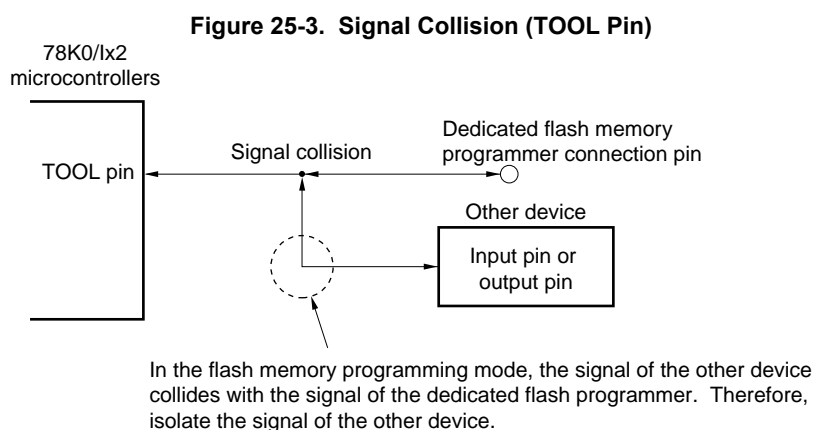 Figure 25-3. Signal Collision (TOOL Pin)
78K0/Ix2
microcontrollers
TOOL pin
Signal collision
Dedicated flash memory
programmer connection pin
Other device
Input pin or
output pin
In the flash memory programming mode, the signal of the other device
collides with the signal of the dedicated flash programmer. Therefore,
isolate the signal of the other device.